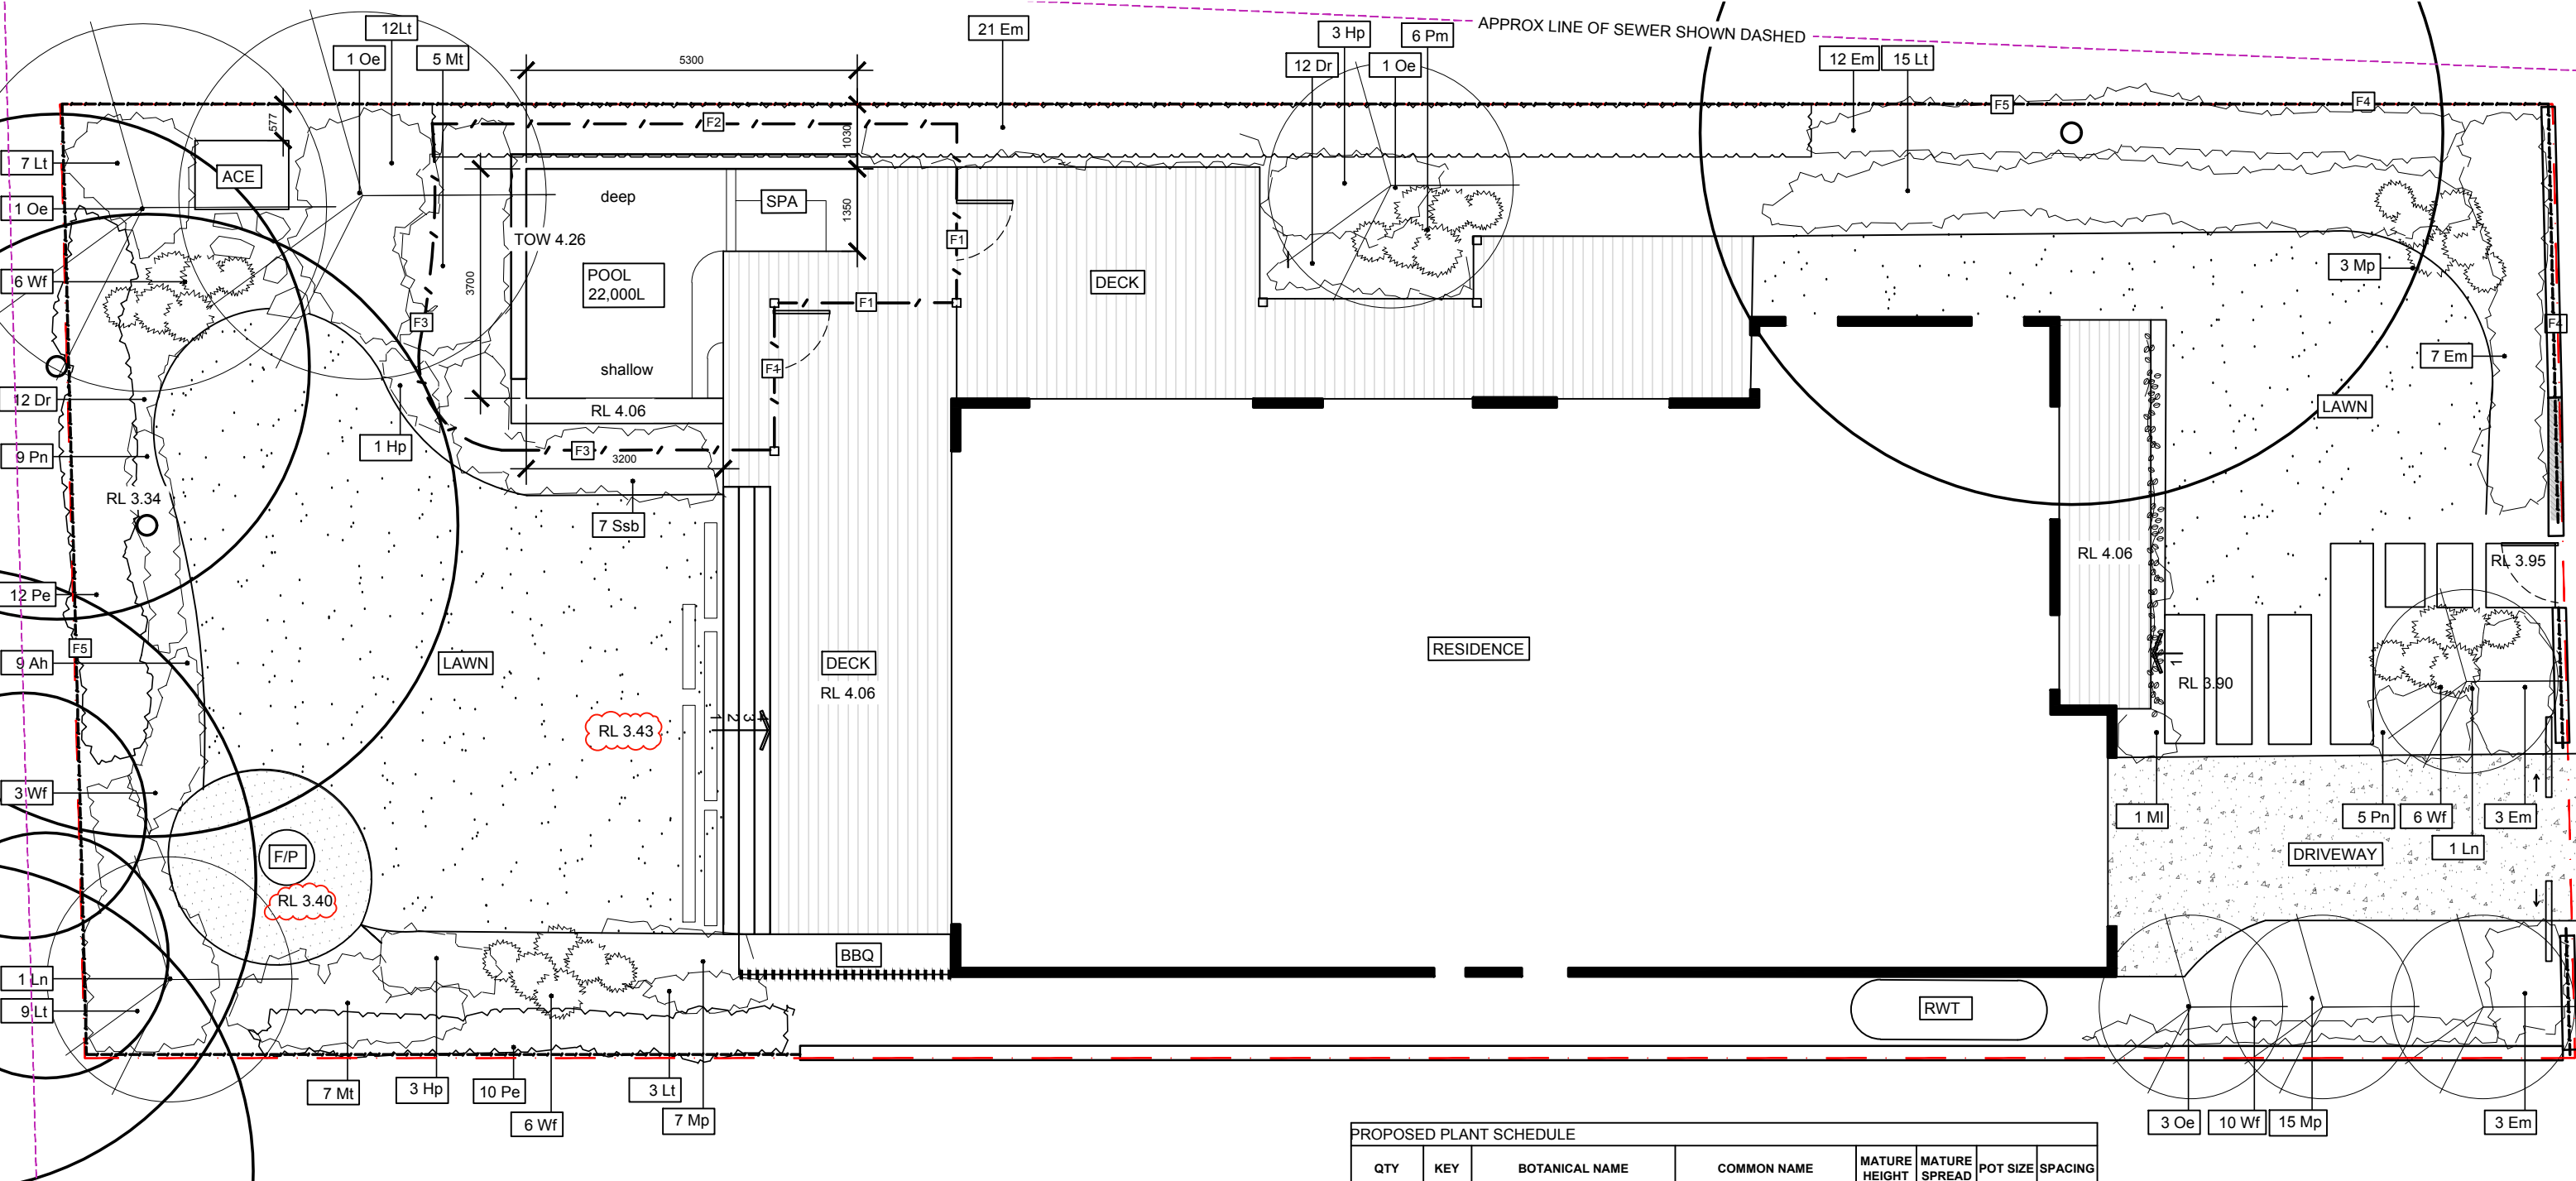 APPROX LINE OF SEWER SHOWN DASHED
12Lt
1 Oe
5 Mt
5300
21 Em
3 Hp
6 Pm
12 Dr
1 Oe
12 Em
15 Lt
F5
F4
577
F2
1030
7 Lt
ACE
1 Oe
deep
SPA
1350
TOW 4.26
F1
6 Wf
POOL
22,000L
3700
DECK
3 Mp
F1
F3
F4
shallow
F1
7 Em
12 Dr
RL 4.06
LAWN
1 Hp
9 Pn
F3
3200
RL 3.34
7 Ssb
RL 4.06
RL 3.95
12 Pe
F5
9 Ah
LAWN
DECK
RESIDENCE
RL 4.06
1
RL 3.90
RL 3.43
1 2 3 4
3 Wf
1 Ml
5 Pn
6 Wf
3 Em
1 Ln
F/P
DRIVEWAY
RL 3.40
BBQ
1 Ln
9 Lt
RWT
7 Mt
3 Hp
10 Pe
3 Lt
6 Wf
7 Mp
3 Oe
10 Wf
15 Mp
3 Em
PROPOSED PLANT SCHEDULE
QTY KEY BOTANICAL NAME COMMON NAME MATURE HEIGHT MATURE SPREAD POT SIZE SPACING